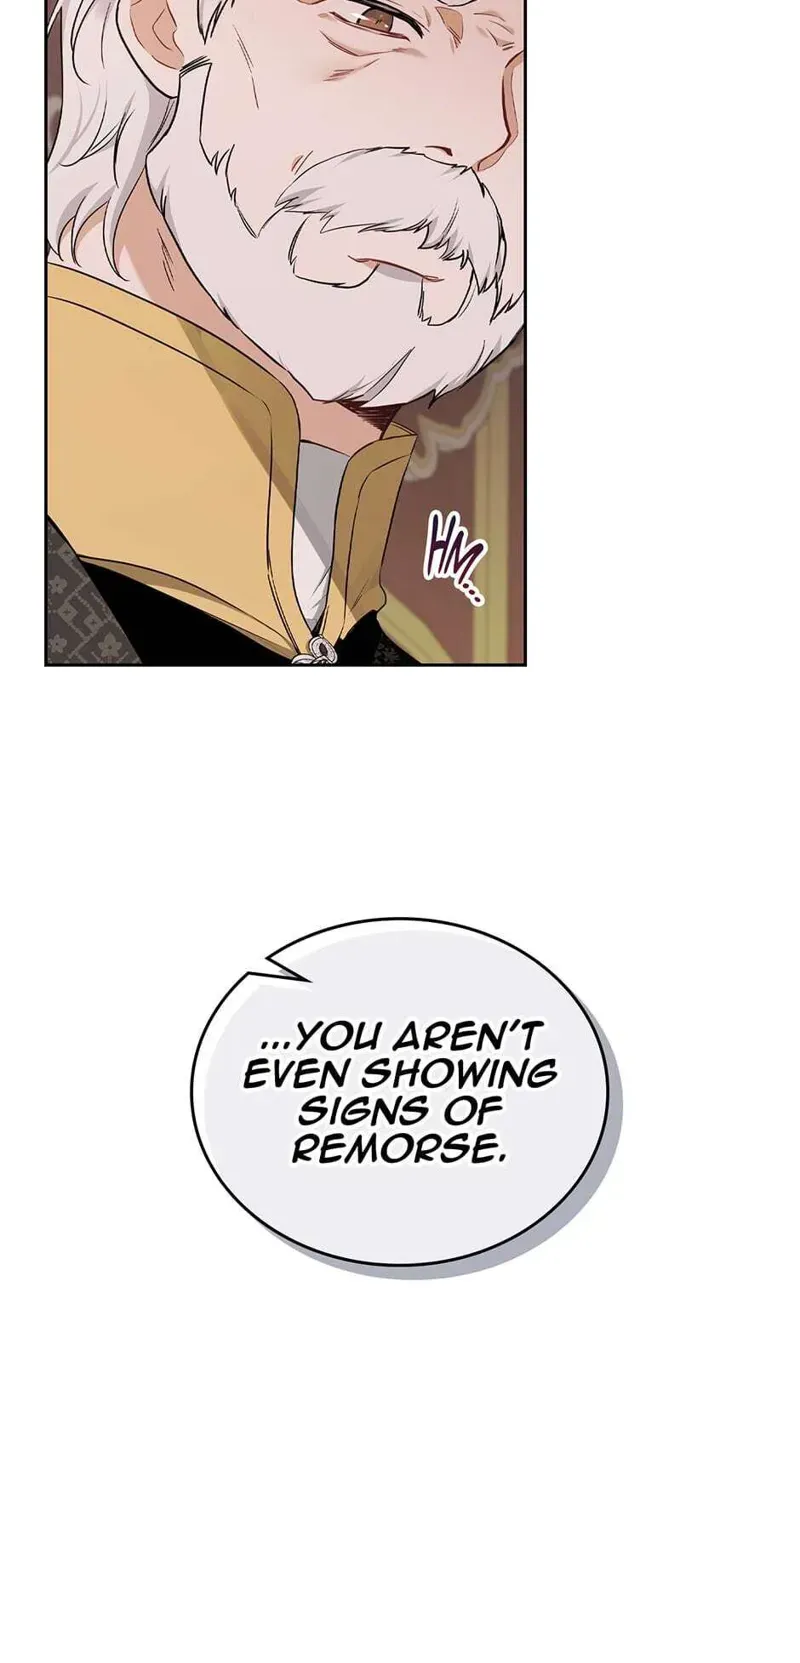 HM...
...YOU AREN'T
EVEN SHOWING
SIGNS OF
REMORSE.